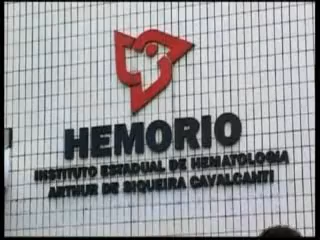 HEMORIO
INSTITUTO ESTADUAL DE HEMATOLOGIA
ARTHUR DE SIQUEIRA CAVALCANTI